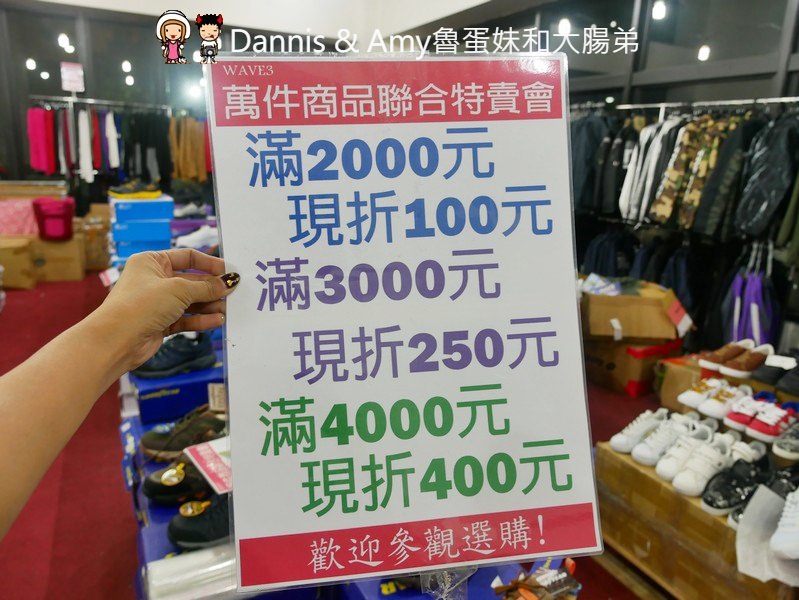 Dannis & Amy魯蛋妹和大腸弟
WAVE3
萬件商品聯合特賣會
滿2000元
現折100元
滿3000元
現折250元
滿4000元
現折400元
歡迎參觀選購!